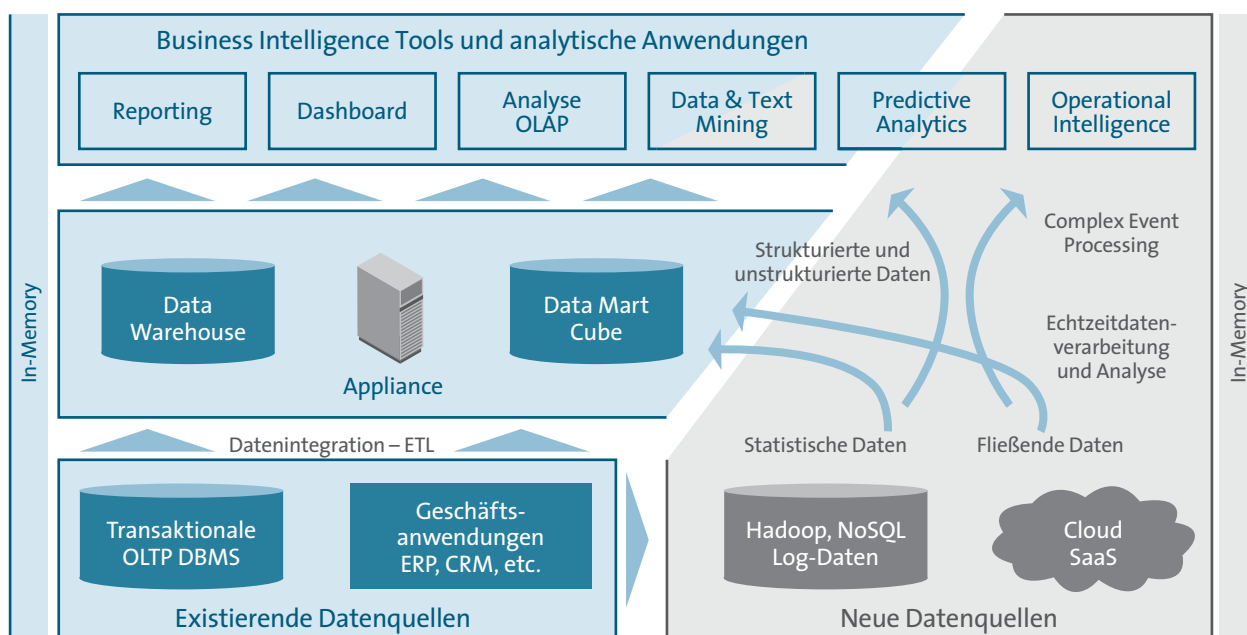 Business Intelligence Tools und analytische Anwendungen
Reporting
Dashboard
Analyse
OLAP
Data & Text
Mining
Predictive
Analytics
Operational
Intelligence
In-Memory
In-Memory
Data
Warehouse
Appliance
Data Mart
Cube
Strukturierte und
unstrukturierte Daten
Complex Event
Processing
Echtzeitdaten-
verarbeitung
und Analyse
Datenintegration – ETL
Statistische Daten
Fließende Daten
Transaktionale
OLTP DBMS
Geschäfts-
anwendungen
ERP, CRM, etc.
Hadoop, NoSQL
Log-Daten
Cloud
SaaS
Existierende Datenquellen
Neue Datenquellen